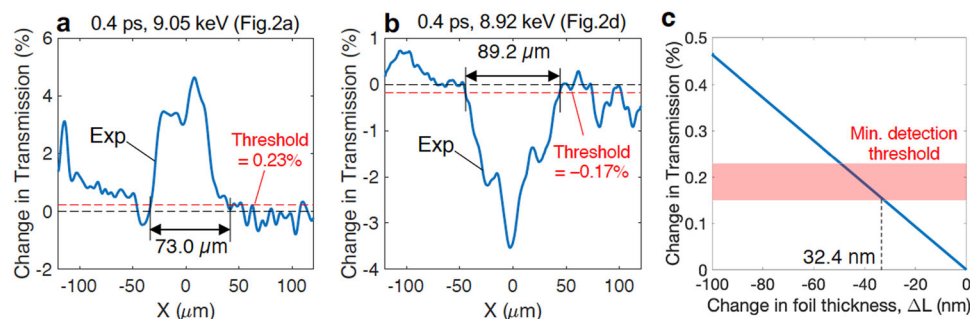 a 0.4 ps, 9.05 keV (Fig.2a)
Change in Transmission (%)
6
4
2
0
-2
Exp
Threshold
= 0.23%
73.0 μm
-100 -50 0 50 100
X (μm)
b 0.4 ps, 8.92 keV (Fig.2d)
Change in Transmission (%)
1
0
-1
-2
-3
-4
89.2 μm
Exp
Threshold
= –0.17%
-100 -50 0 50 100
X (μm)
c
Change in Transmission (%)
0.5
0.4
0.3
0.2
0.1
0
Min. detection
threshold
32.4 nm
-100 -80 -60 -40 -20 0
Change in foil thickness, ΔL (nm)